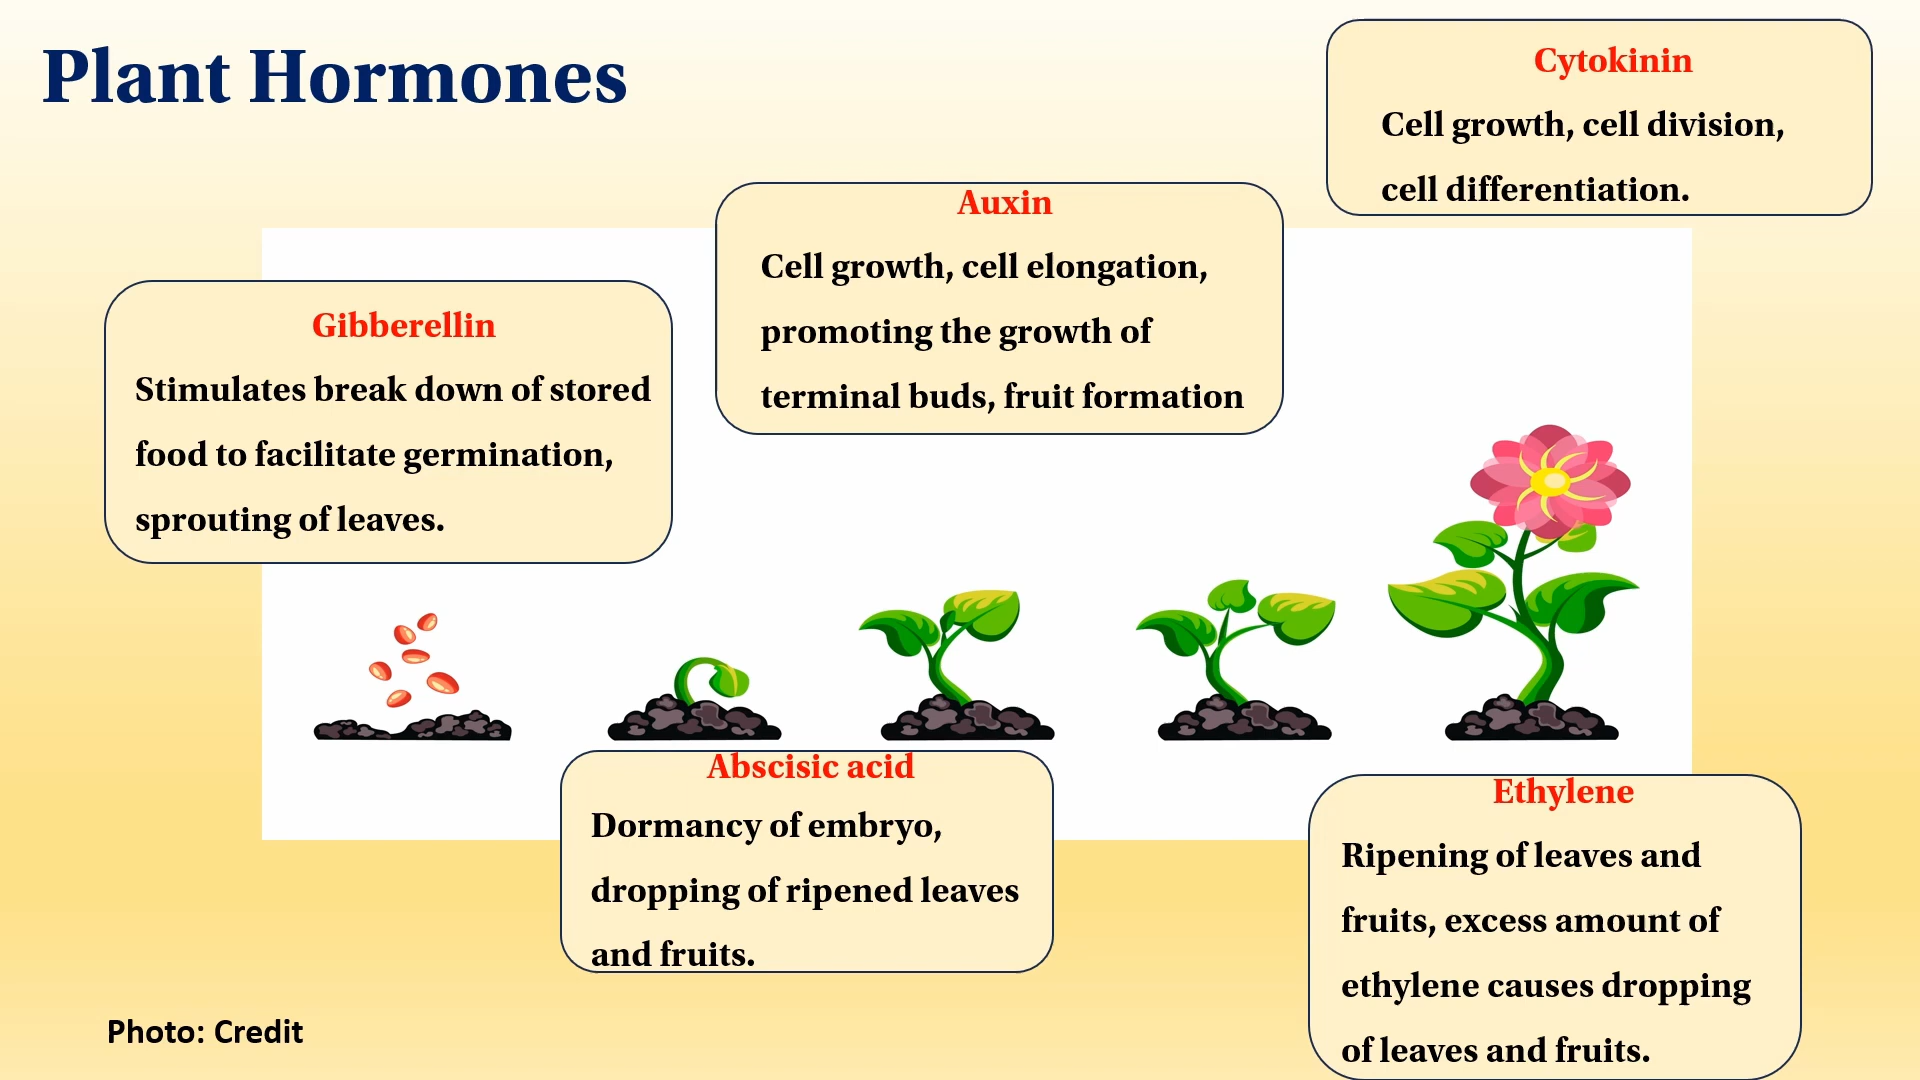 Plant Hormones
Cytokinin
Cell growth, cell division,
cell differentiation.
Auxin
Cell growth, cell elongation,
promoting the growth of
terminal buds, fruit formation
Gibberellin
Stimulates break down of stored
food to facilitate germination,
sprouting of leaves.
Abscisic acid
Dormancy of embryo,
dropping of ripened leaves
and fruits.
Ethylene
Ripening of leaves and
fruits, excess amount of
ethylene causes dropping
of leaves and fruits.
Photo: Credit